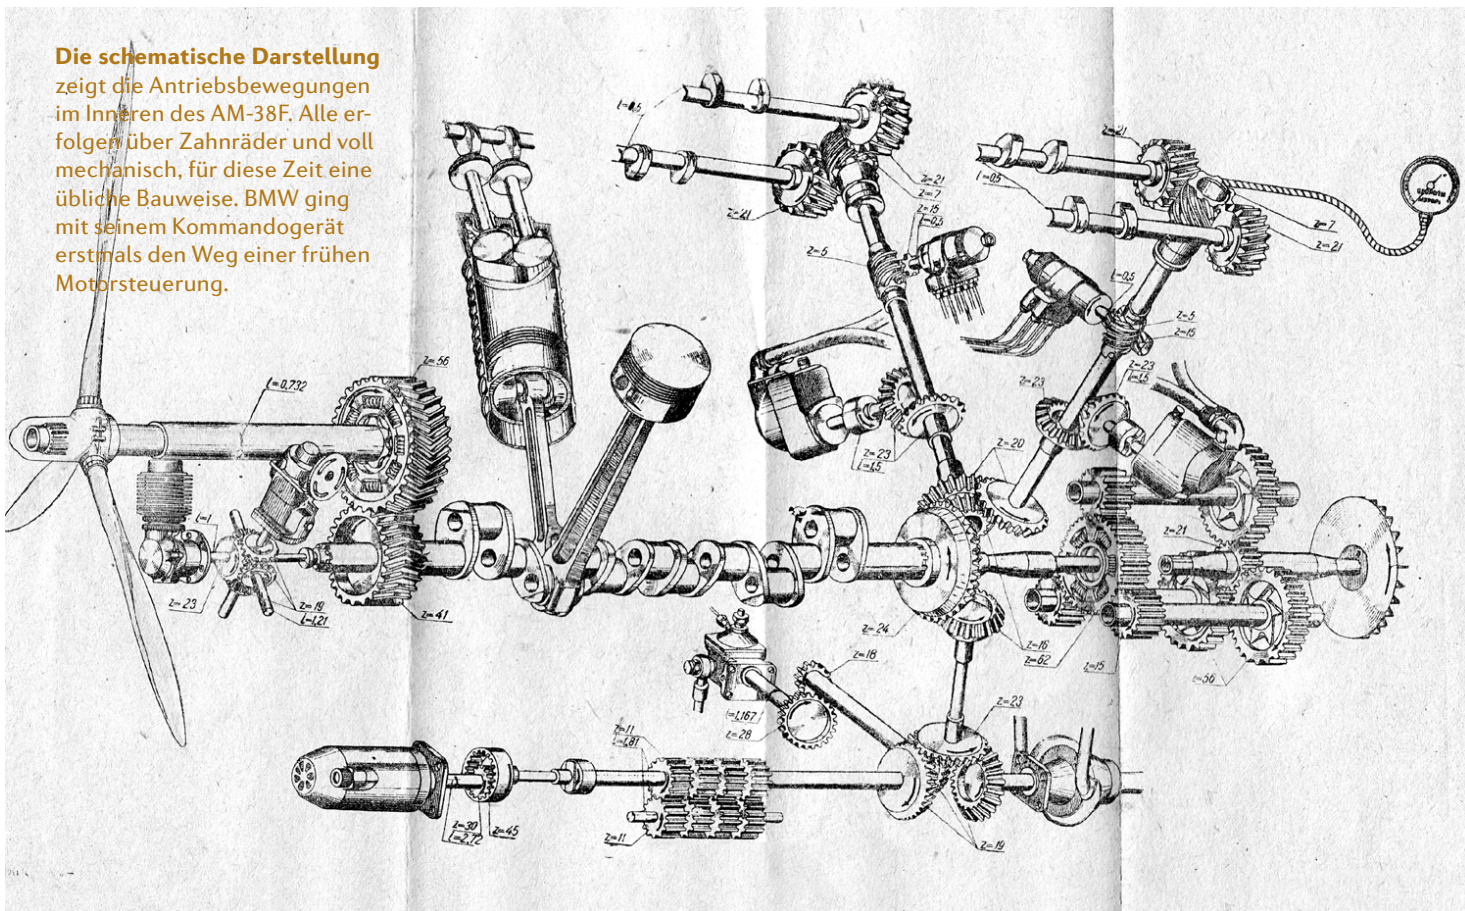 Die schematische Darstellung
zeigt die Antriebsbewegungen
im Inneren des AM-38F. Alle er-
folgen über Zahnräder und voll
mechanisch, für diese Zeit eine
übliche Bauweise. BMW ging
mit seinem Kommandogerät
erstmals den Weg einer frühen
Motorsteuerung.
i=0,5
z=21
z=7
z=21
z=15
i=0,5
z=5
z=21
i=0,5
z=7
z=21
i=0,5
z=5
z=15
z=56
i=0,732
z=23
i=1,5
z=23
z=23
i=1,5
z=20
z=21
i=1
z=23
z=19
i=1,21
z=41
z=24
z=16
z=62
z=15
z=56
z=18
i=1,167
z=28
z=23
z=11
i=1,81
z=30
i=2,72
z=45
z=11
z=19